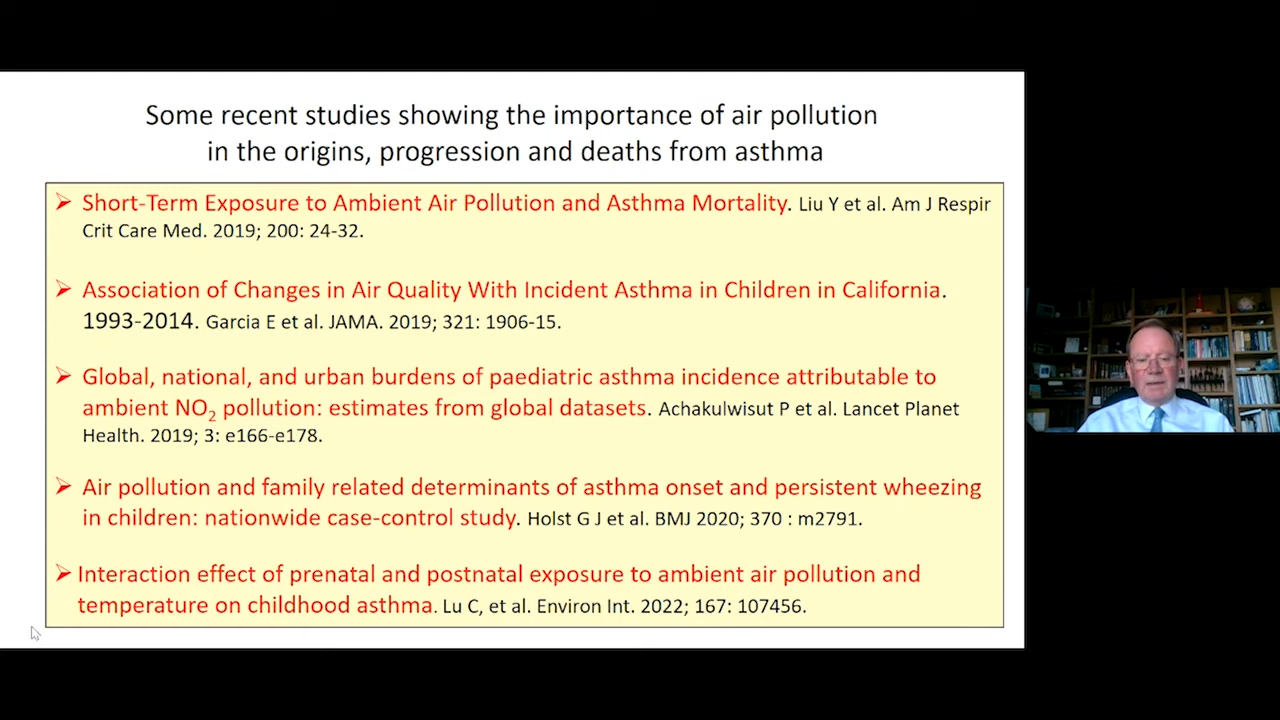 Some recent studies showing the importance of air pollution
in the origins, progression and deaths from asthma
➢ Short-Term Exposure to Ambient Air Pollution and Asthma Mortality. Liu Y et al. Am J Respir
Crit Care Med. 2019; 200: 24-32.
➢ Association of Changes in Air Quality With Incident Asthma in Children in California.
1993-2014. Garcia E et al. JAMA. 2019; 321: 1906-15.
➢ Global, national, and urban burdens of paediatric asthma incidence attributable to
ambient NO₂ pollution: estimates from global datasets. Achakulwisut P et al. Lancet Planet
Health. 2019; 3: e166-e178.
➢ Air pollution and family related determinants of asthma onset and persistent wheezing
in children: nationwide case-control study. Holst G J et al. BMJ 2020; 370 : m2791.
➢ Interaction effect of prenatal and postnatal exposure to ambient air pollution and
temperature on childhood asthma. Lu C, et al. Environ Int. 2022; 167: 107456.